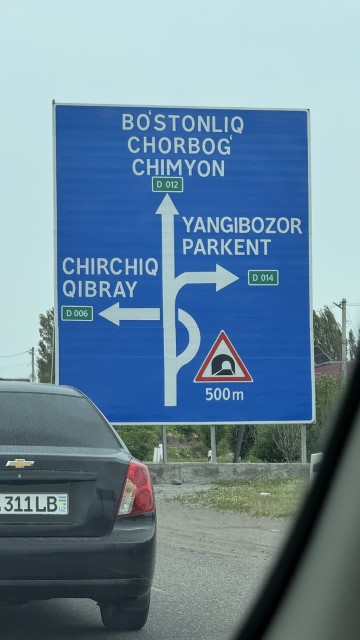 BO'STONLIQ
CHORBOG'
CHIMYON
D 012
YANGIBOZOR
PARKENT
D 014
CHIRCHIQ
QIBRAY
D 006
500m
311LB